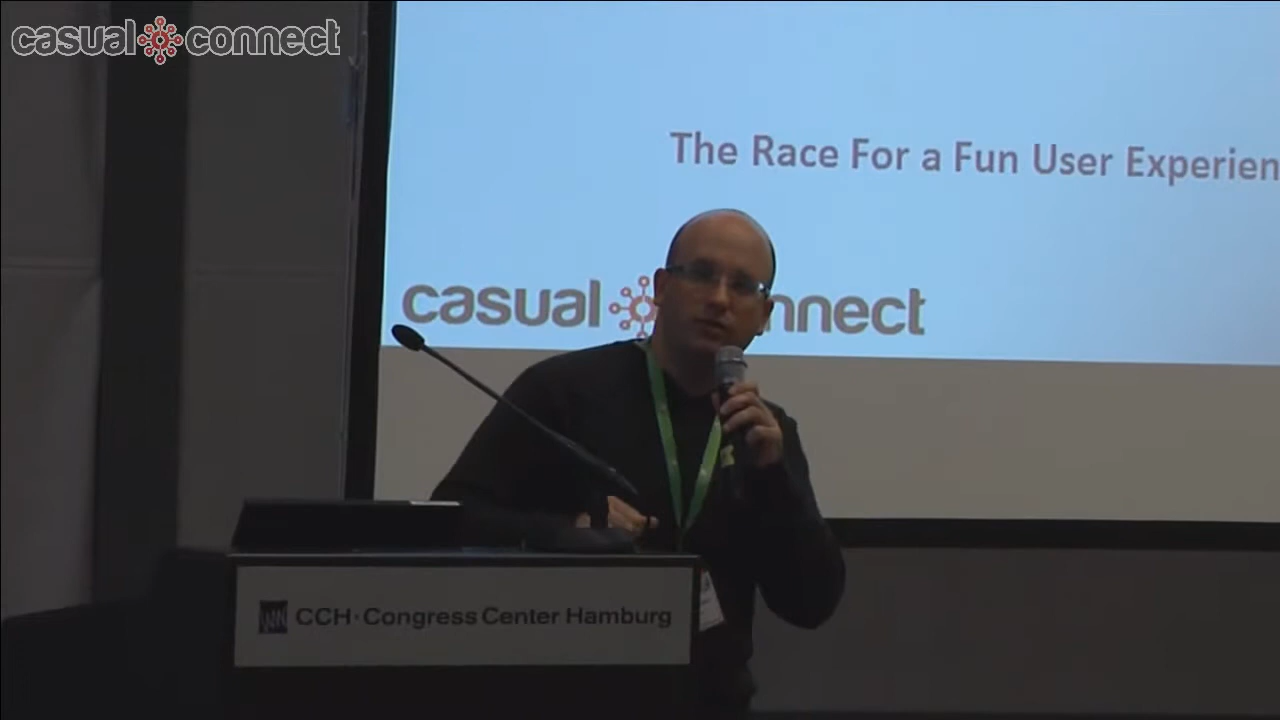 casual connect
The Race For a Fun User Experien
casual nnect
CCH·Congress Center Hamburg